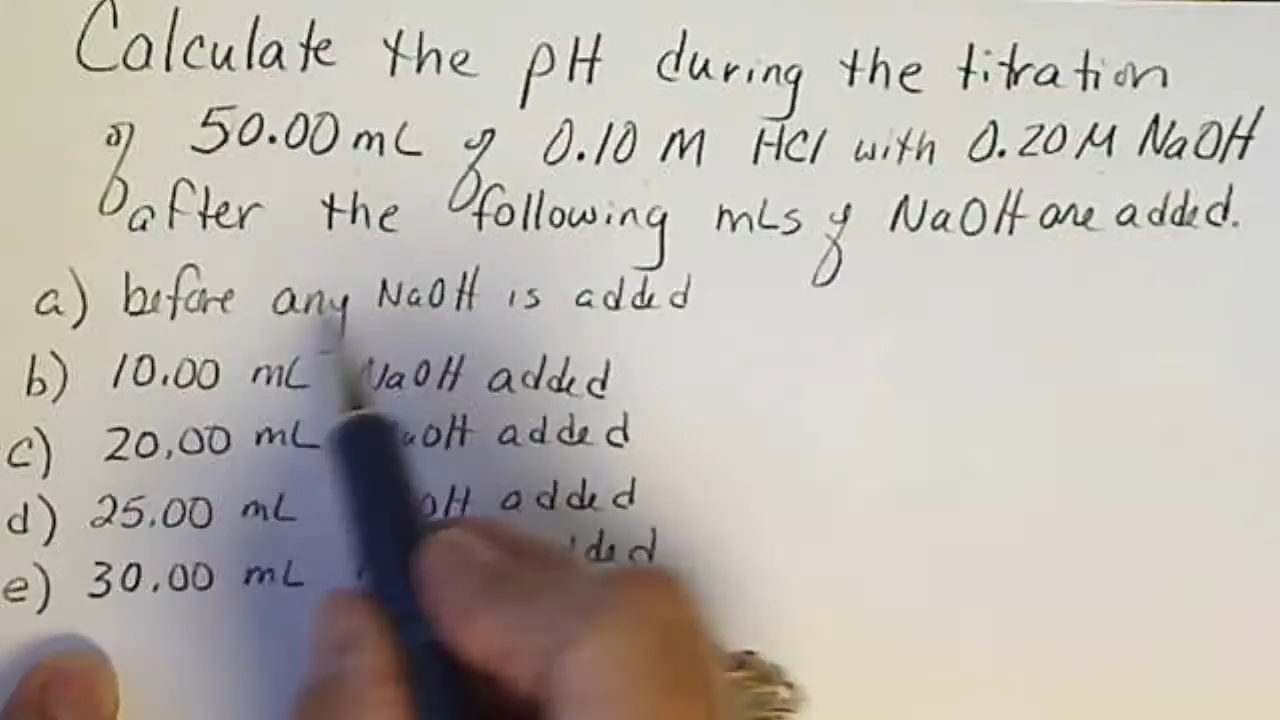 Calculate the pH during the titration
of 50.00 mL of 0.10 M HCl with 0.20 M NaOH
after the following mLs of NaOH are added.
a) before any NaOH is added
b) 10.00 mL NaOH added
c) 20.00 mL added
d) 25.00 mL added
e) 30.00 mL